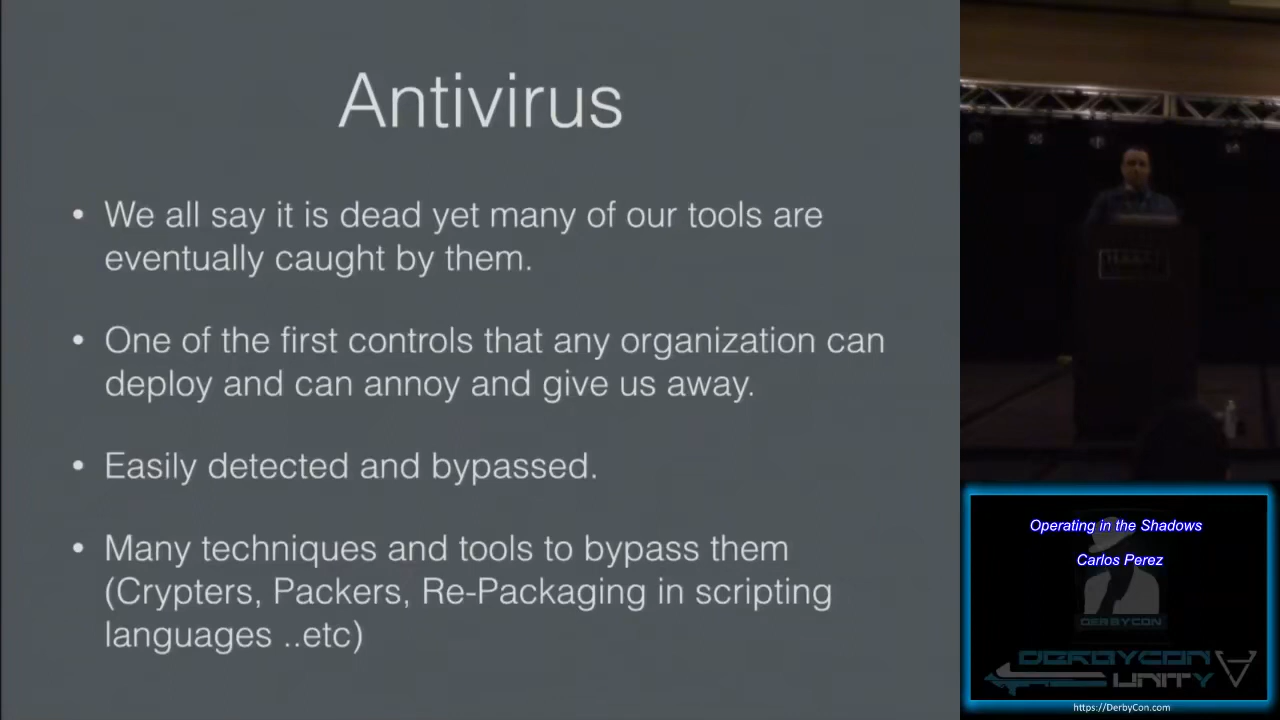 Antivirus
• We all say it is dead yet many of our tools are
eventually caught by them.
• One of the first controls that any organization can
deploy and can annoy and give us away.
• Easily detected and bypassed.
• Many techniques and tools to bypass them
(Crypters, Packers, Re-Packaging in scripting
languages ..etc)
Operating in the Shadows
Carlos Perez
DERBYCON
DERBYCON
UNITY
https://DerbyCon.com